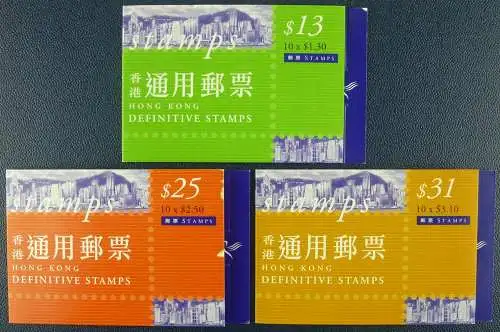 stamps
$13
10 x $1.30
郵票 STAMPS
香港 通用郵票
HONG KONG
DEFINITIVE STAMPS
stamps
$25
10 x $2.50
郵票 STAMPS
香港 通用郵票
HONG KONG
DEFINITIVE STAMPS
stamps
$31
10 x $3.10
郵票 STAMPS
香港 通用郵票
HONG KONG
DEFINITIVE STAMPS